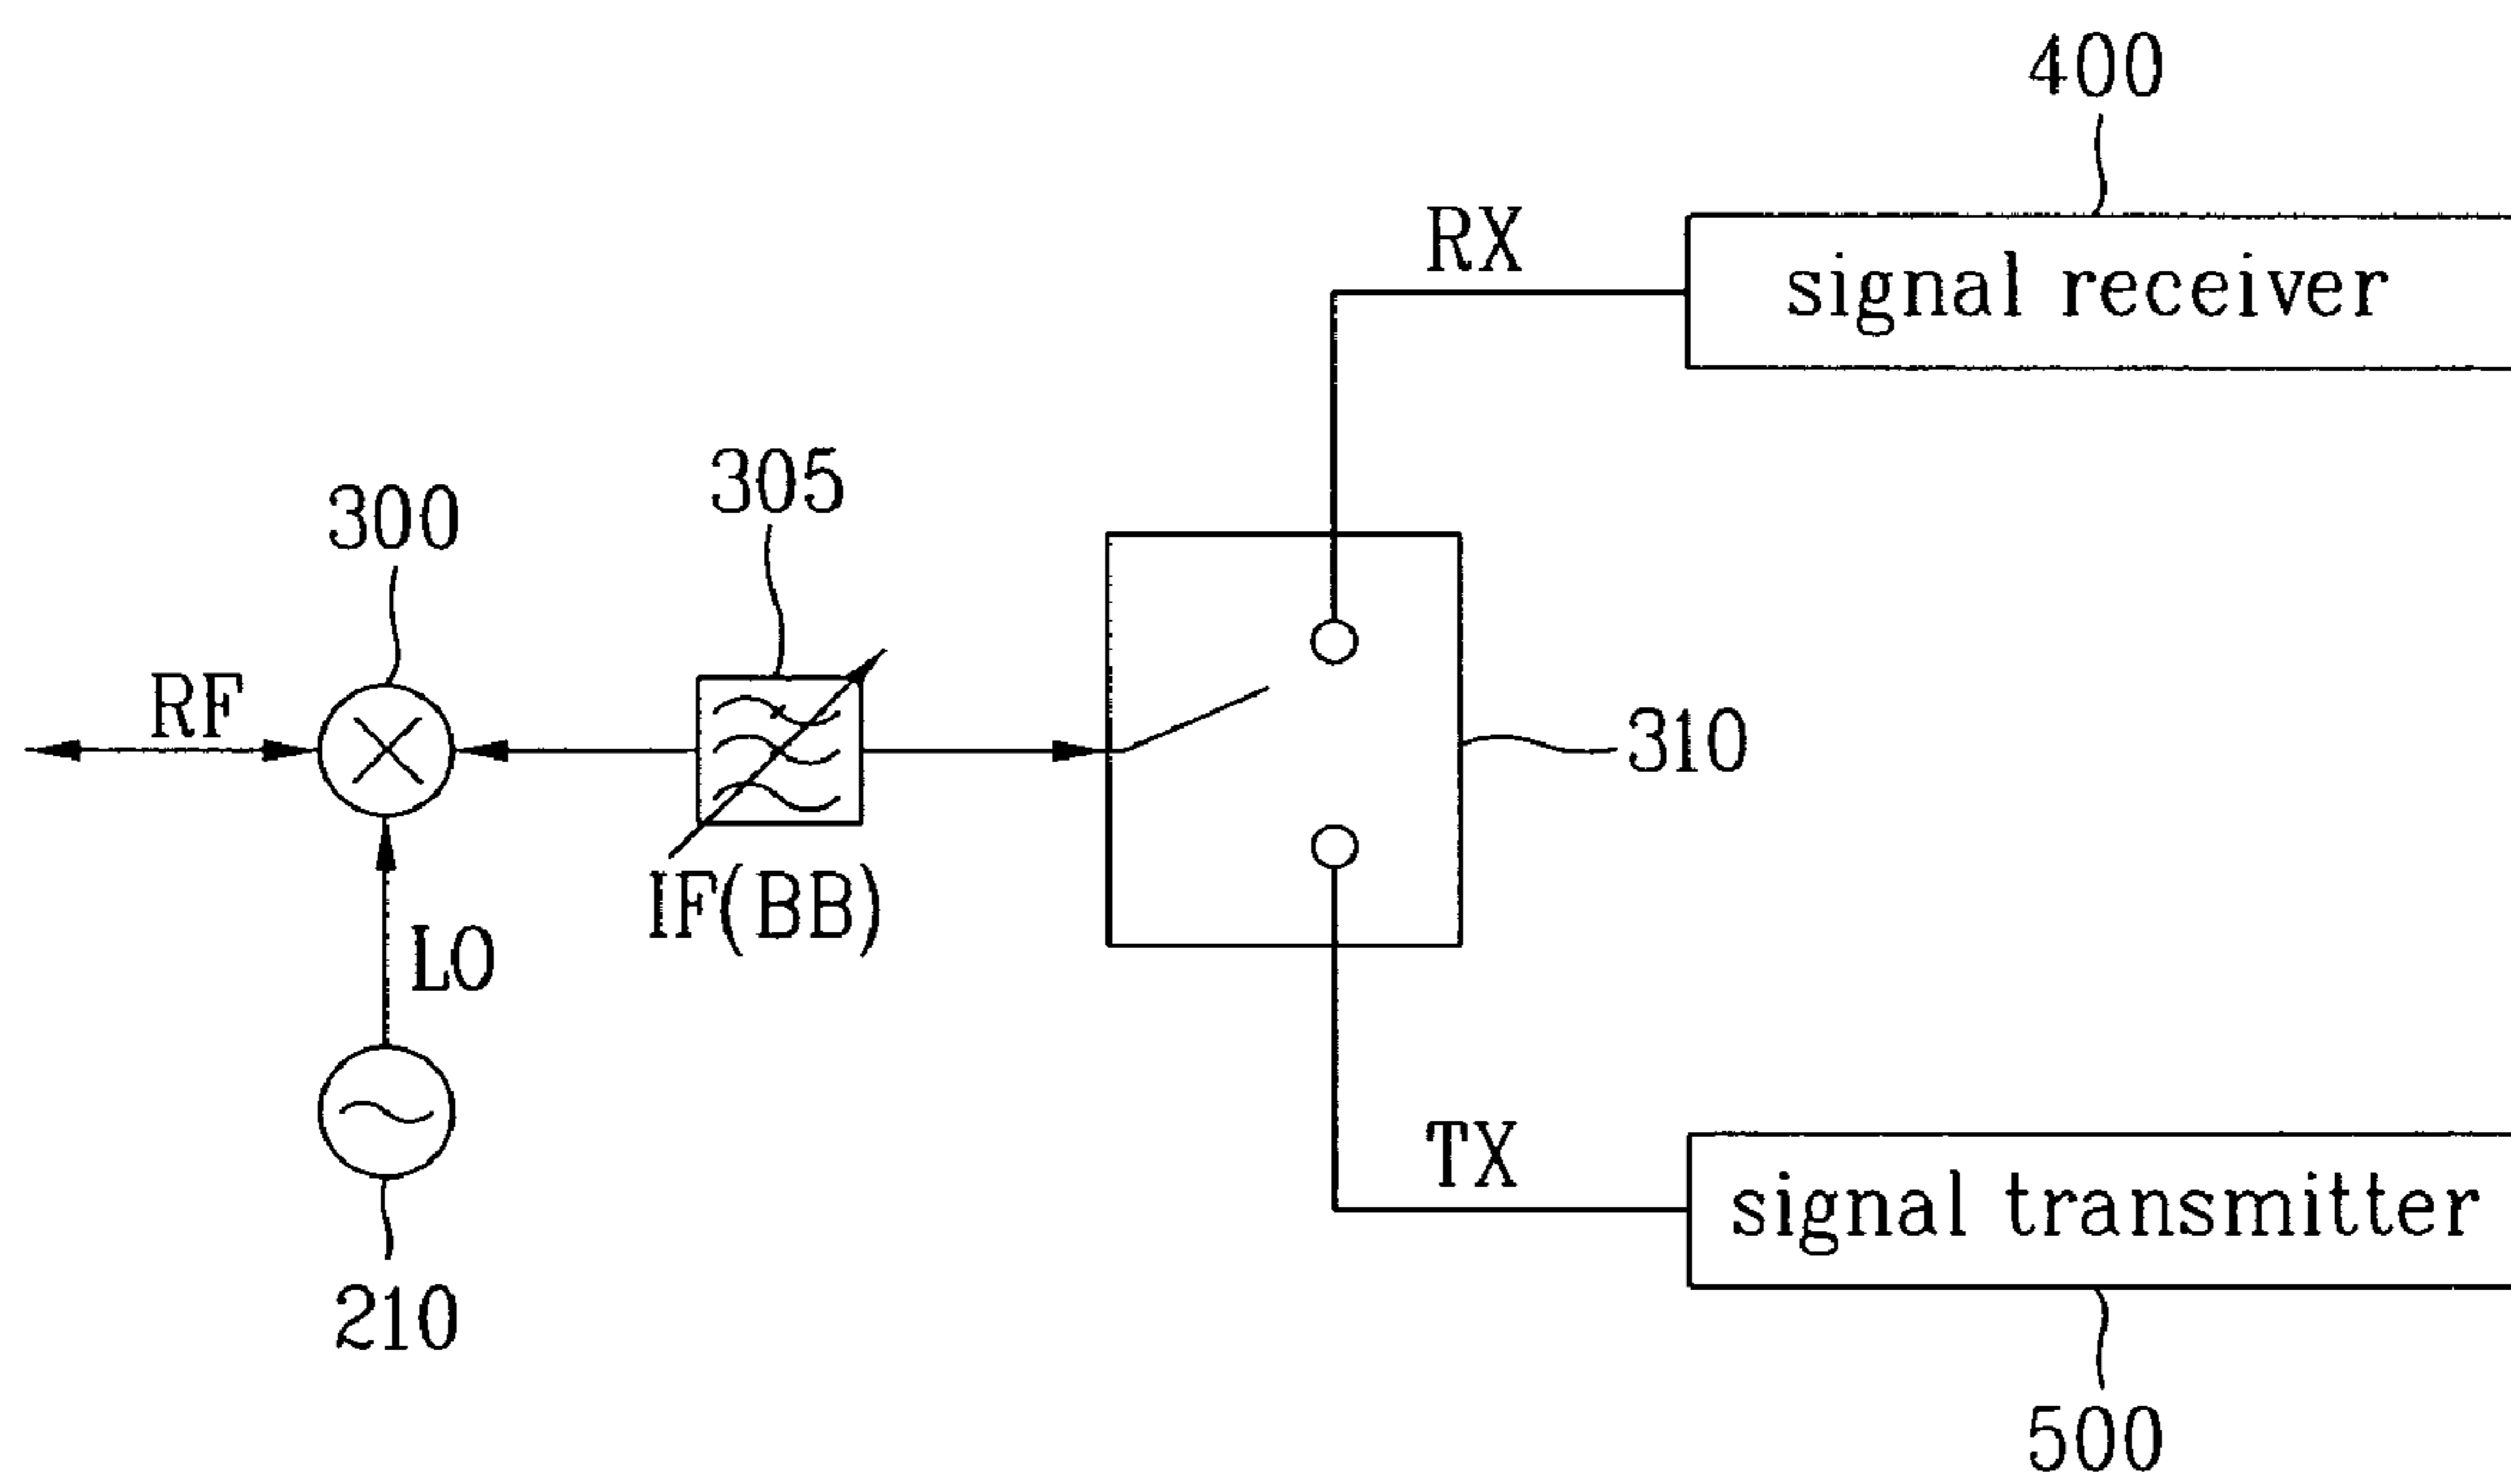 400
RX
signal receiver
305
300
RF
310
IF(BB)
LO
TX
signal transmitter
210
500